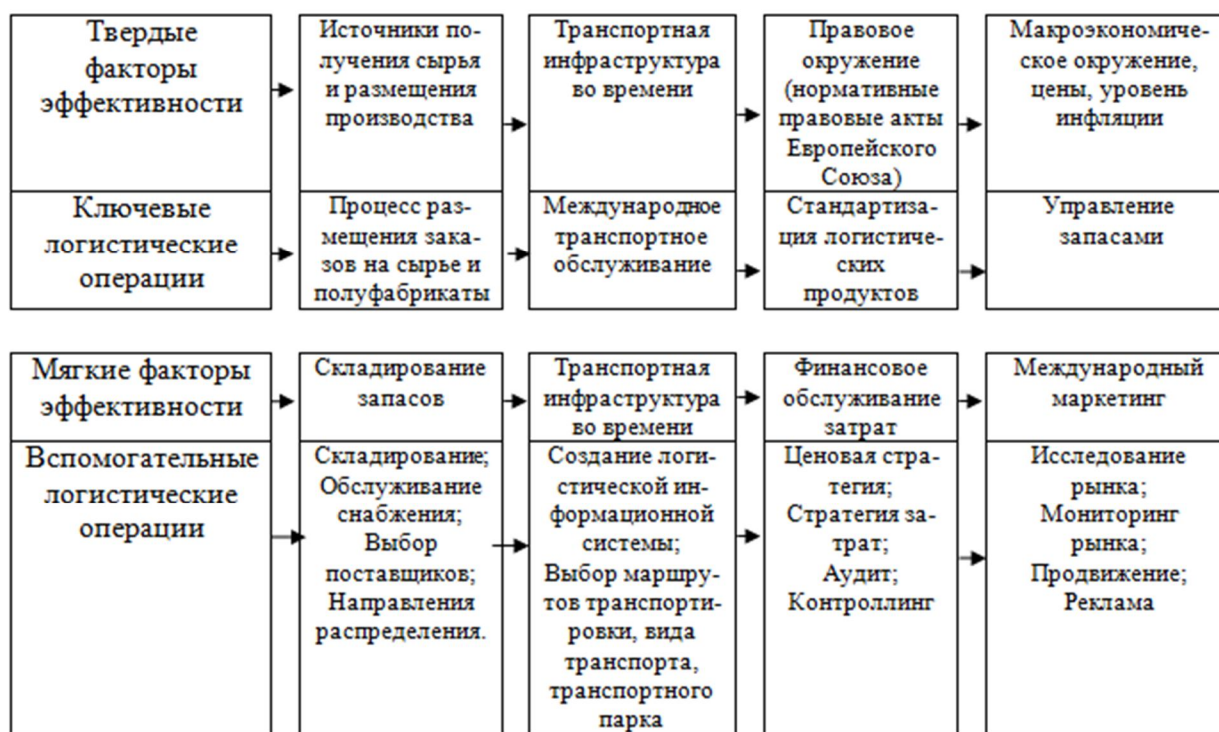 Твердые
факторы
эффективности
Источники по-
лучения сырья
и размещения
производства
Транспортная
инфраструктура
во времени
Правовое
окружение
(нормативные
правовые акты
Европейского
Союза)
Макроэкономиче-
ское окружение,
цены, уровень
инфляции
Ключевые
логистические
операции
Процесс раз-
мещения зака-
зов на сырье и
полуфабрикаты
Международное
транспортное
обслуживание
Стандартиза-
ция логистиче-
ских
продуктов
Управление
запасами
Мягкие факторы
эффективности
Складирование
запасов
Транспортная
инфраструктура
во времени
Финансовое
обслуживание
затрат
Международный
маркетинг
Вспомогательные
логистические
операции
Складирование;
Обслуживание
снабжения;
Выбор
поставщиков;
Направления
распределения.
Создание логи-
стической ин-
формационной
системы;
Выбор маршру-
тов транспорти-
ровки, вида
транспорта,
транспортного
парка
Ценовая стра-
тегия;
Стратегия за-
трат;
Аудит;
Контроллинг
Исследование
рынка;
Мониторинг
рынка;
Продвижение;
Реклама